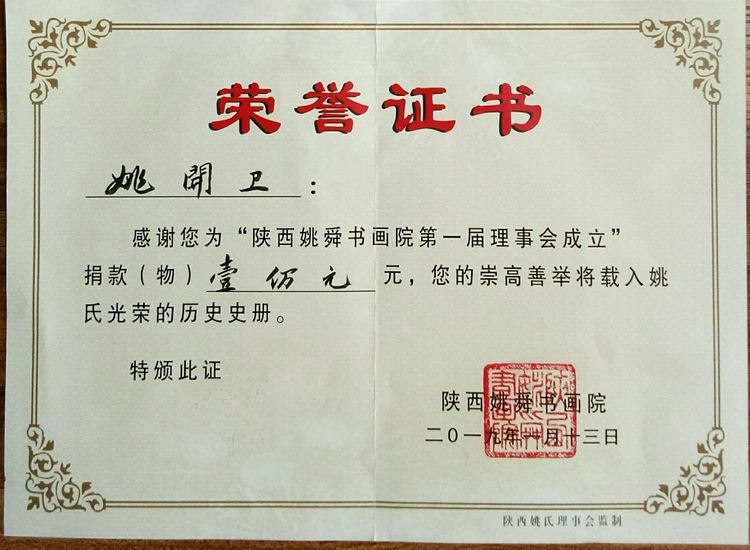 荣誉证书
姚開卫：
感谢您为“陕西姚舜书画院第一届理事会成立”
捐款（物）壹佰元元，您的崇高善举将载入姚
氏光荣的历史史册。
特颁此证
陕西姚舜书画院
二〇一九年一月十三日
陕西姚氏理事会监制